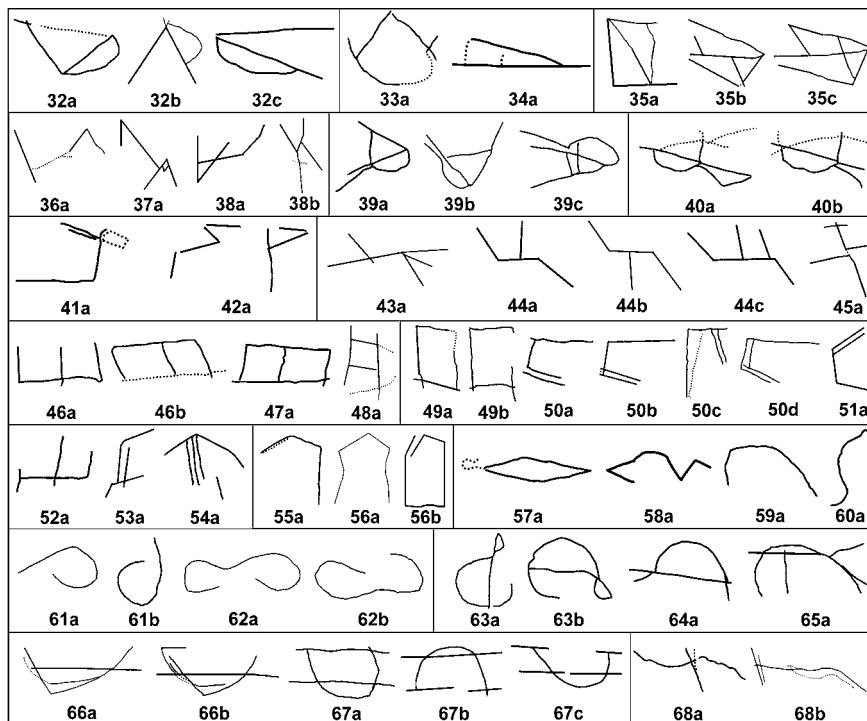 32a 32b 32c 33a 34a 35a 35b 35c
36a 37a 38a 38b 39a 39b 39c 40a 40b
41a 42a 43a 44a 44b 44c 45a
46a 46b 47a 48a 49a 49b 50a 50b 50c 50d 51a
52a 53a 54a 55a 56a 56b 57a 58a 59a 60a
61a 61b 62a 62b 63a 63b 64a 65a
66a 66b 67a 67b 67c 68a 68b